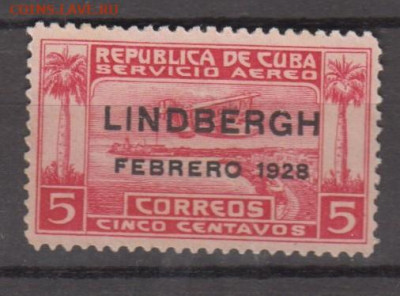 COINS.LAVE.RU
REPUBLICA DE CUBA
SERVICIO AEREO
LINDBERGH
FEBRERO 1928
CORREOS
5 5
CINCO CENTAVOS